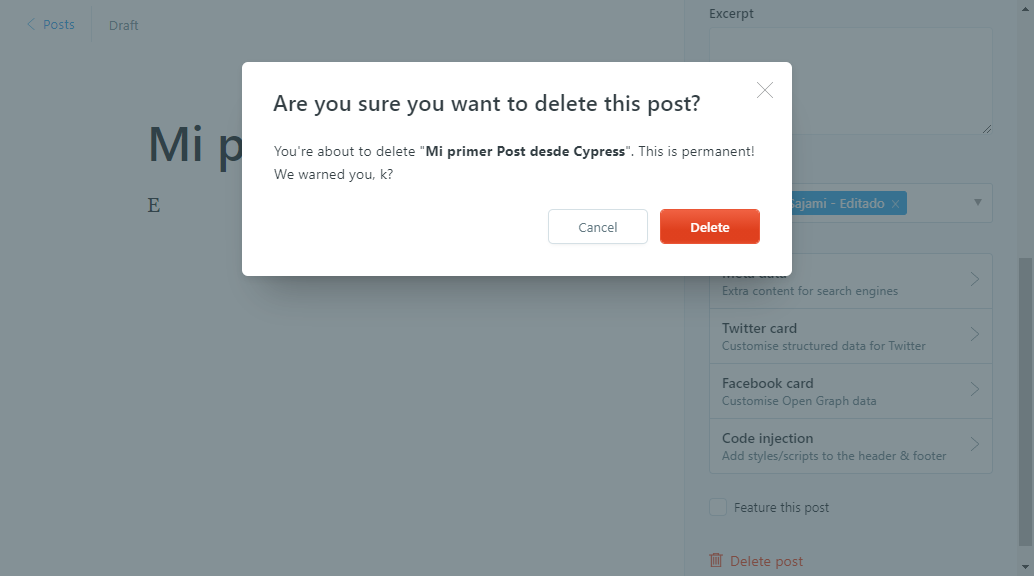 Posts
Draft
Excerpt
Are you sure you want to delete this post?
You're about to delete "Mi primer Post desde Cypress". This is permanent!
We warned you, k?
Cancel
Delete
Mi p
E
Sajami - Editado
Meta data
Extra content for search engines
Twitter card
Customise structured data for Twitter
Facebook card
Customise Open Graph data
Code injection
Add styles/scripts to the header & footer
Feature this post
Delete post